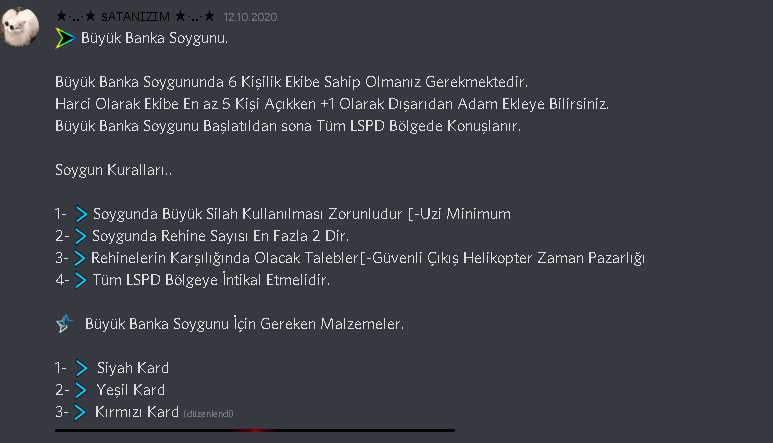 ★·.·´★ sATANIZIM ★·.·´★ 12.10.2020
Büyük Banka Soygunu.
Büyük Banka Soygununda 6 Kişilik Ekibe Sahip Olmanız Gerekmektedir.
Harci Olarak Ekibe En az 5 Kişi Açıkken +1 Olarak Dışarıdan Adam Ekleye Bilirsiniz.
Büyük Banka Soygunu Başlatıldan sona Tüm LSPD Bölgede Konuşlanır.
Soygun Kuralları..
1- Soygunda Büyük Silah Kullanılması Zorunludur [-Uzi Minimum
2- Soygunda Rehine Sayısı En Fazla 2 Dir.
3- Rehinelerin Karşılığında Olacak Talebler[-Güvenli Çıkış Helikopter Zaman Pazarlığı
4- Tüm LSPD Bölgeye İntikal Etmelidir.
Büyük Banka Soygunu İçin Gereken Malzemeler.
1- Siyah Kard
2- Yeşil Kard
3- Kırmızı Kard (düzenlendi)